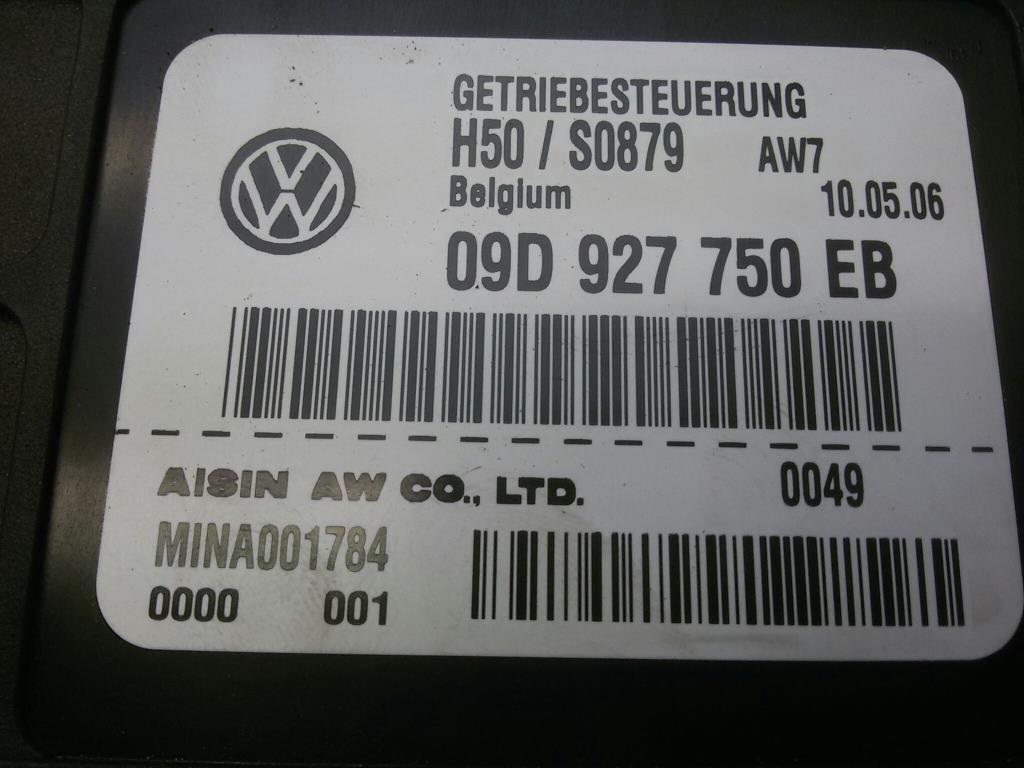 GETRIEBESTEUERUNG
H50 / S0879 AW7
Belgium 10.05.06
09D 927 750 EB
AISIN AW CO., LTD. 0049
MINA001784
0000 001